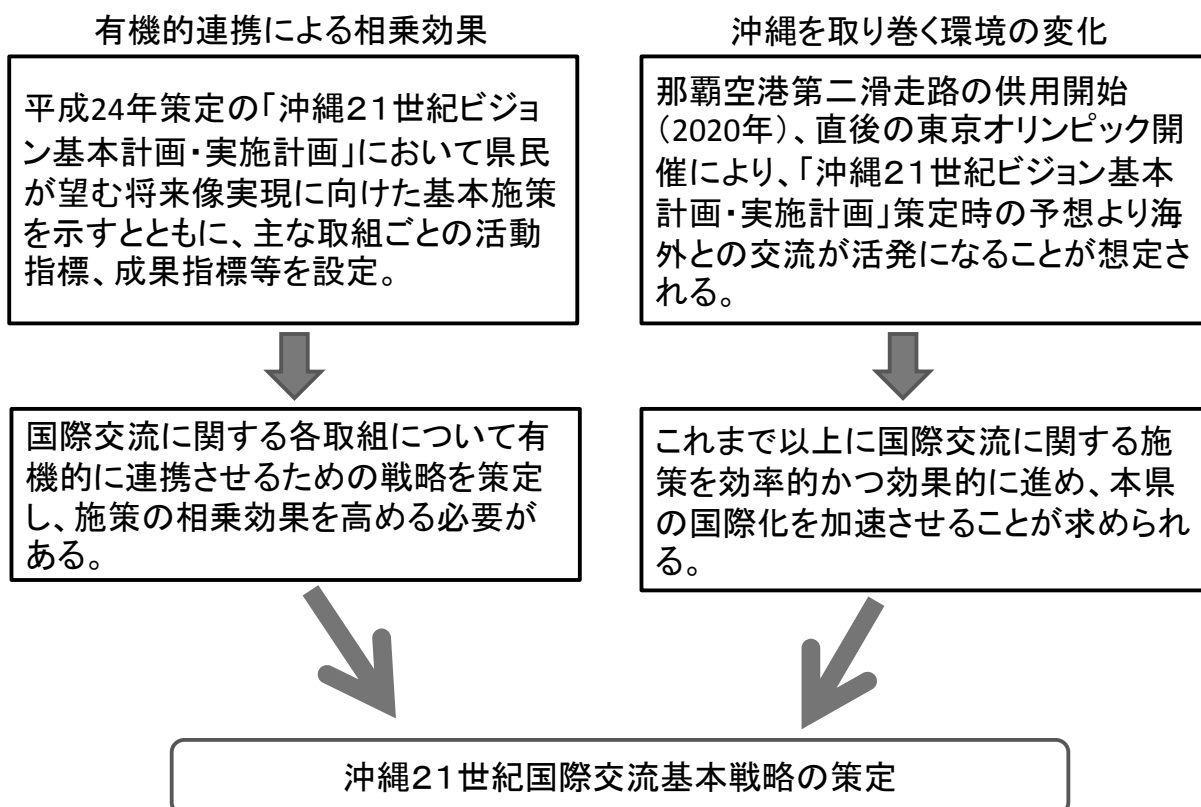 有機的連携による相乗効果
平成24年策定の「沖縄21世紀ビジョ
ン基本計画・実施計画」において県民
が望む将来像実現に向けた基本施策
を示すとともに、主な取組ごとの活動
指標、成果指標等を設定。
国際交流に関する各取組について有
機的に連携させるための戦略を策定
し、施策の相乗効果を高める必要が
ある。
沖縄を取り巻く環境の変化
那覇空港第二滑走路の供用開始
(2020年)、直後の東京オリンピック開
催により、「沖縄21世紀ビジョン基本
計画・実施計画」策定時の予想より海
外との交流が活発になることが想定さ
れる。
これまで以上に国際交流に関する施
策を効率的かつ効果的に進め、本県
の国際化を加速させることが求められ
る。
沖縄21世紀国際交流基本戦略の策定